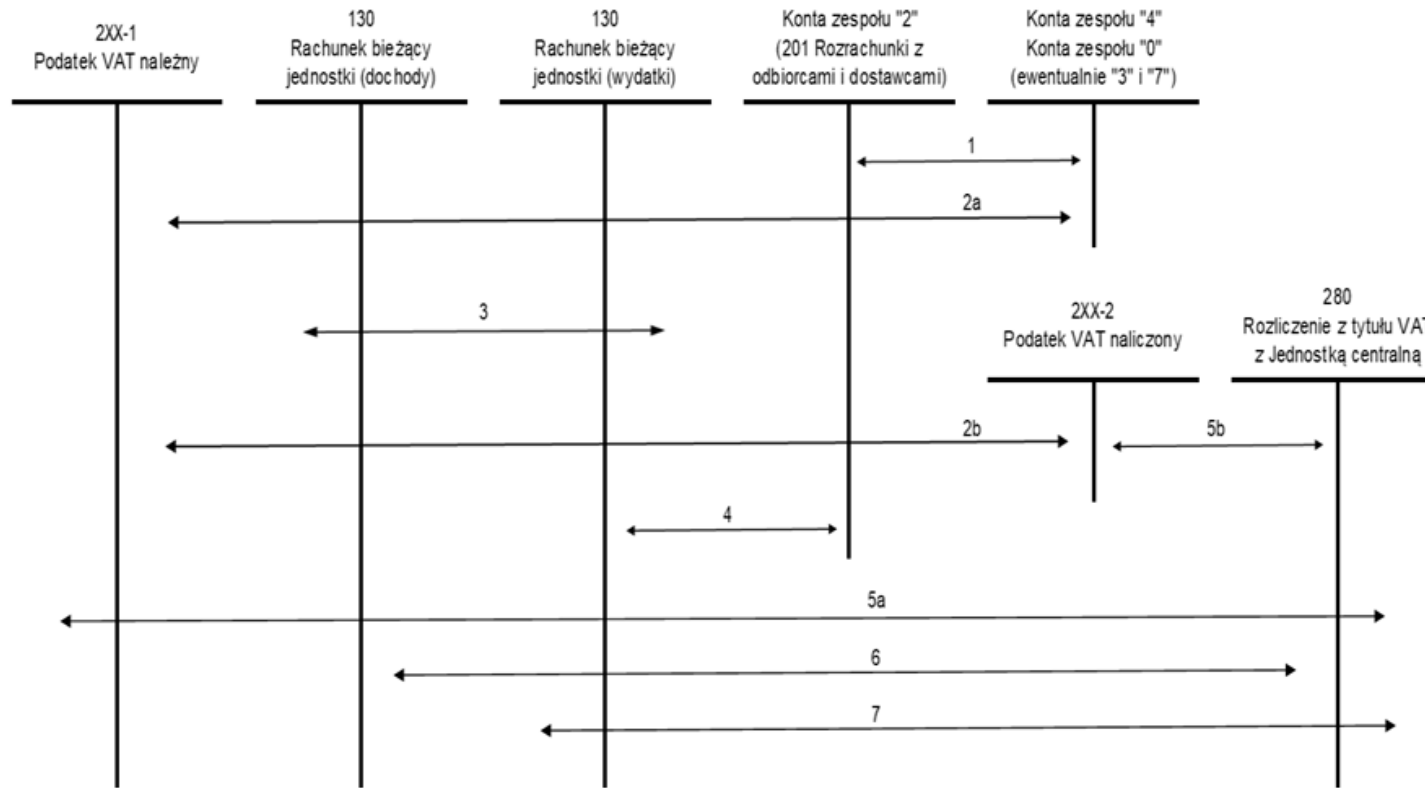 2XX-1
Podatek VAT należny
130
Rachunek bieżący
jednostki (dochody)
130
Rachunek bieżący
jednostki (wydatki)
Konta zespołu "2"
(201 Rozrachunki z
odbiorcami i dostawcami)
Konta zespołu "4"
Konta zespołu "0"
(ewentualnie "3" i "7")
1
2a
3
2XX-2
Podatek VAT naliczony
280
Rozliczenie z tytułu VAT
z Jednostką centralną
2b
5b
4
5a
6
7